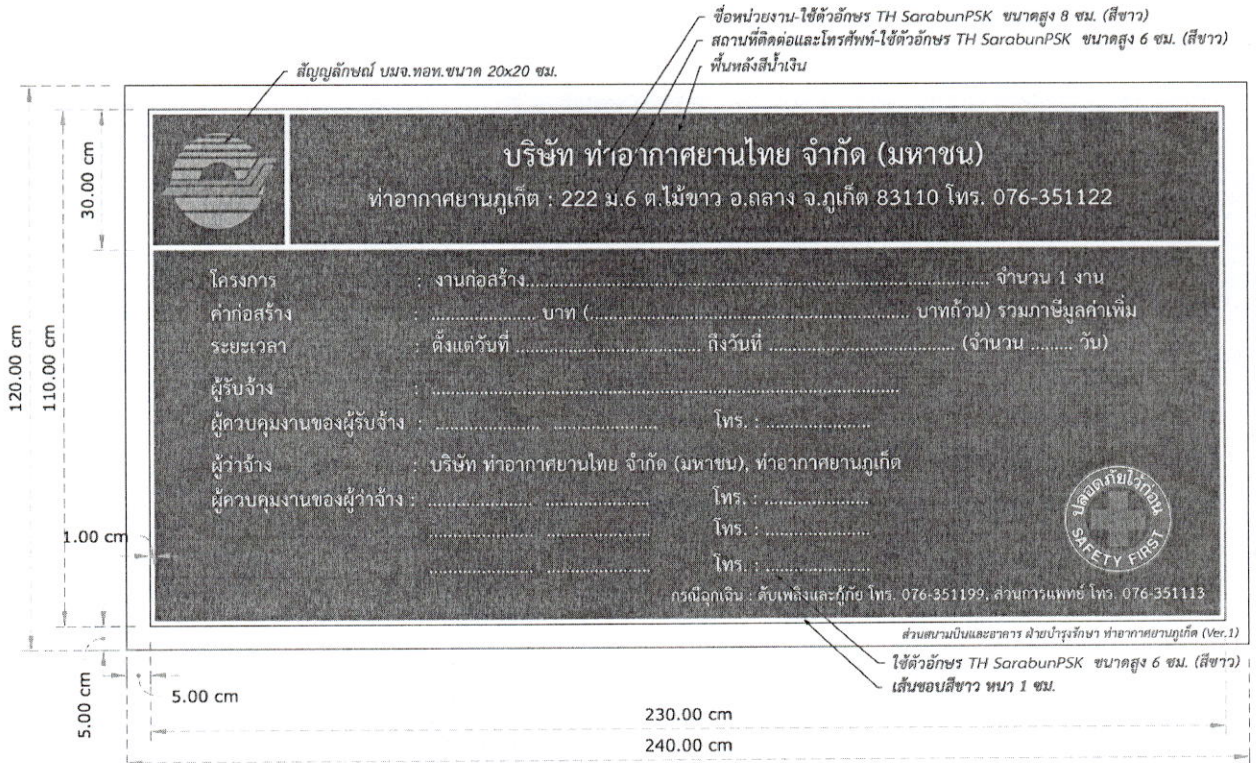 ชื่อหน่วยงาน-ใช้ตัวอักษร TH SarabunPSK ขนาดสูง 8 ซม. (สีขาว)
สถานที่ติดต่อและโทรศัพท์-ใช้ตัวอักษร TH SarabunPSK ขนาดสูง 6 ซม. (สีขาว)
พื้นหลังสีน้ำเงิน
สัญญลักษณ์ บมจ.ทอท.ขนาด 20x20 ซม.
บริษัท ท่าอากาศยานไทย จำกัด (มหาชน)
ท่าอากาศยานภูเก็ต : 222 ม.6 ต.ไม้ขาว อ.ถลาง จ.ภูเก็ต 83110 โทร. 076-351122
30.00 cm
120.00 cm
110.00 cm
โครงการ : งานก่อสร้าง.................................................. จำนวน 1 งาน
ค่าก่อสร้าง : .................... บาท (.................................................. บาทถ้วน) รวมภาษีมูลค่าเพิ่ม
ระยะเวลา : ตั้งแต่วันที่ .................................... ถึงวันที่ .................................... (จำนวน ........ วัน)
ผู้รับจ้าง : ..................................................
ผู้ควบคุมงานของผู้รับจ้าง : .................... .................... โทร. : ....................
ผู้ว่าจ้าง : บริษัท ท่าอากาศยานไทย จำกัด (มหาชน), ท่าอากาศยานภูเก็ต
ผู้ควบคุมงานของผู้ว่าจ้าง : .................... .................... โทร. : ....................
.................... .................... โทร. : ....................
.................... .................... โทร. : ....................
ปลอดภัยไว้ก่อน
SAFETY FIRST
1.00 cm
กรณีฉุกเฉิน : ดับเพลิงและกู้ภัย โทร. 076-351199, ส่วนการแพทย์ โทร. 076-351113
ส่วนสนามบินและอาคาร ฝ่ายบำรุงรักษา ท่าอากาศยานภูเก็ต (Ver.1)
ใช้ตัวอักษร TH SarabunPSK ขนาดสูง 6 ซม. (สีขาว)
เส้นขอบสีขาว หนา 1 ซม.
5.00 cm
5.00 cm
230.00 cm
240.00 cm